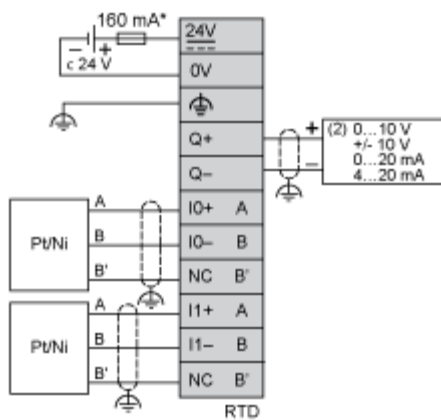 160 mA*
24V
− +
c 24 V
0V
Q+
+ (2) 0...10 V
+/- 10 V
0...20 mA
− 4...20 mA
Q−
Pt/Ni
A I0+ A
B I0− B
B' NC B'
Pt/Ni
A I1+ A
B I1− B
B' NC B'
RTD